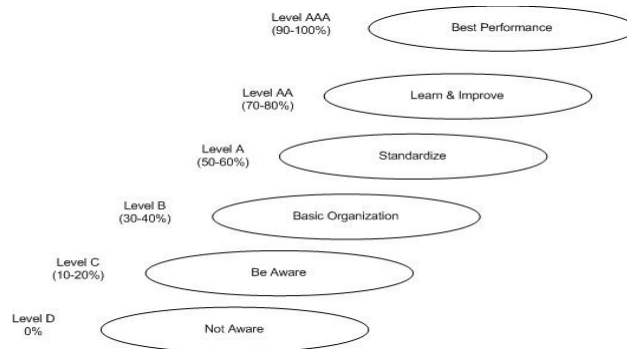 Level AAA
(90-100%)
Best Performance
Level AA
(70-80%)
Learn & Improve
Level A
(50-60%)
Standardize
Level B
(30-40%)
Basic Organization
Level C
(10-20%)
Be Aware
Level D
0%
Not Aware